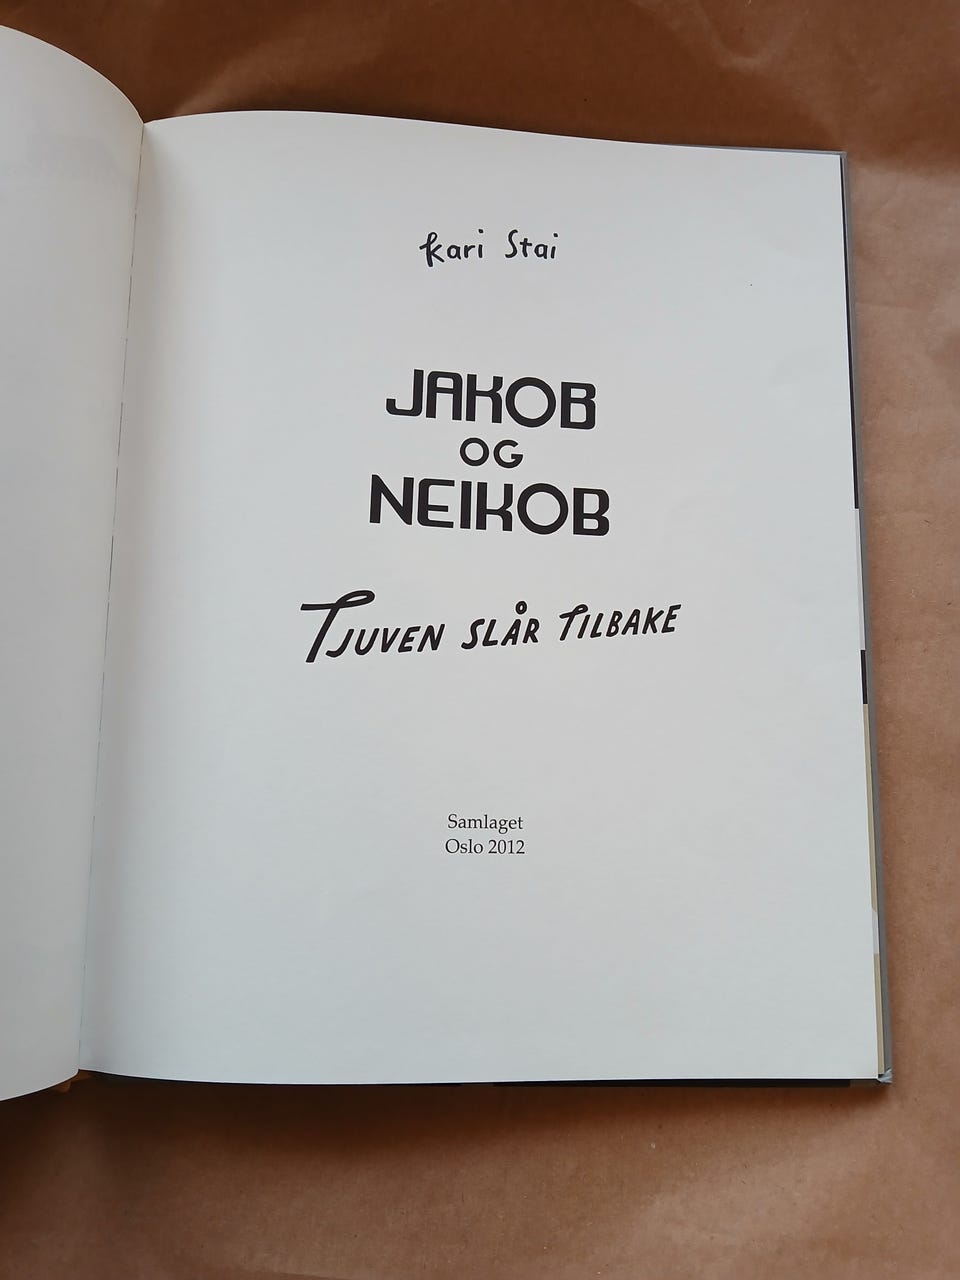 Kari Stai
JAKOB
OG
NEIKOB
TJUVEN SLÅR TILBAKE
Samlaget
Oslo 2012